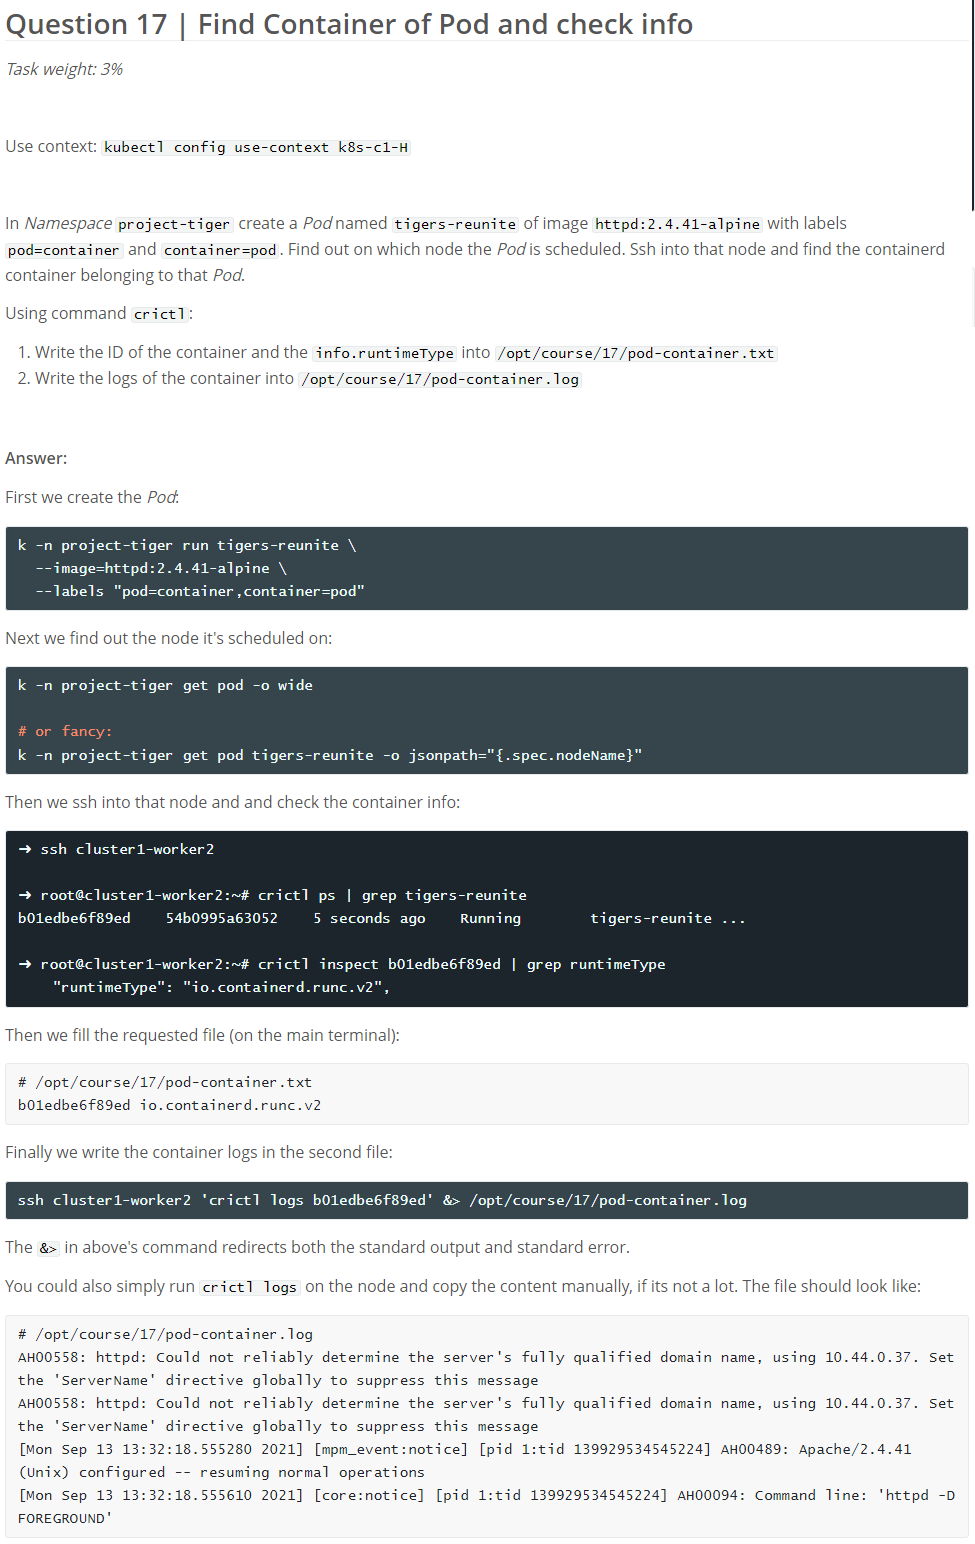 Question 17 | Find Container of Pod and check info
Task weight: 3%
Use context: kubectl config use-context k8s-c1-H
In Namespace project-tiger create a Pod named tigers-reunite of image httpd:2.4.41-alpine with labels
pod=container and container=pod. Find out on which node the Pod is scheduled. Ssh into that node and find the containerd
container belonging to that Pod.
Using command crictl:
1. Write the ID of the container and the info.runtimeType into /opt/course/17/pod-container.txt
2. Write the logs of the container into /opt/course/17/pod-container.log
Answer:
First we create the Pod:
k -n project-tiger run tigers-reunite \
--image=httpd:2.4.41-alpine \
--labels "pod=container,container=pod"
Next we find out the node it's scheduled on:
k -n project-tiger get pod -o wide
# or fancy:
k -n project-tiger get pod tigers-reunite -o jsonpath="{.spec.nodeName}"
Then we ssh into that node and and check the container info:
➜ ssh cluster1-worker2
➜ root@cluster1-worker2:~# crictl ps | grep tigers-reunite
b01edbe6f89ed    54b0995a63052    5 seconds ago    Running        tigers-reunite ...
➜ root@cluster1-worker2:~# crictl inspect b01edbe6f89ed | grep runtimeType
"runtimeType": "io.containerd.runc.v2",
Then we fill the requested file (on the main terminal):
# /opt/course/17/pod-container.txt
b01edbe6f89ed io.containerd.runc.v2
Finally we write the container logs in the second file:
ssh cluster1-worker2 'crictl logs b01edbe6f89ed' &> /opt/course/17/pod-container.log
The &> in above's command redirects both the standard output and standard error.
You could also simply run crictl logs on the node and copy the content manually, if its not a lot. The file should look like:
# /opt/course/17/pod-container.log
AH00558: httpd: Could not reliably determine the server's fully qualified domain name, using 10.44.0.37. Set
the 'ServerName' directive globally to suppress this message
AH00558: httpd: Could not reliably determine the server's fully qualified domain name, using 10.44.0.37. Set
the 'ServerName' directive globally to suppress this message
[Mon Sep 13 13:32:18.555280 2021] [mpm_event:notice] [pid 1:tid 139929534545224] AH00489: Apache/2.4.41
(Unix) configured -- resuming normal operations
[Mon Sep 13 13:32:18.555610 2021] [core:notice] [pid 1:tid 139929534545224] AH00094: Command line: 'httpd -D
FOREGROUND'